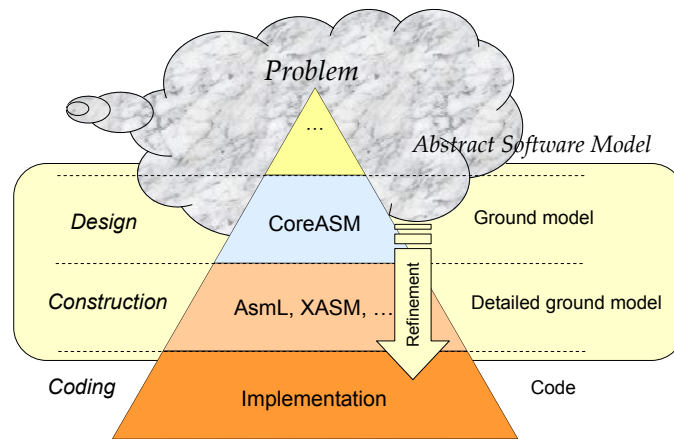 Problem
...
Abstract Software Model
Design
CoreASM
Ground model
Construction
AsmL, XASM, ...
Detailed ground model
Refinement
Coding
Implementation
Code